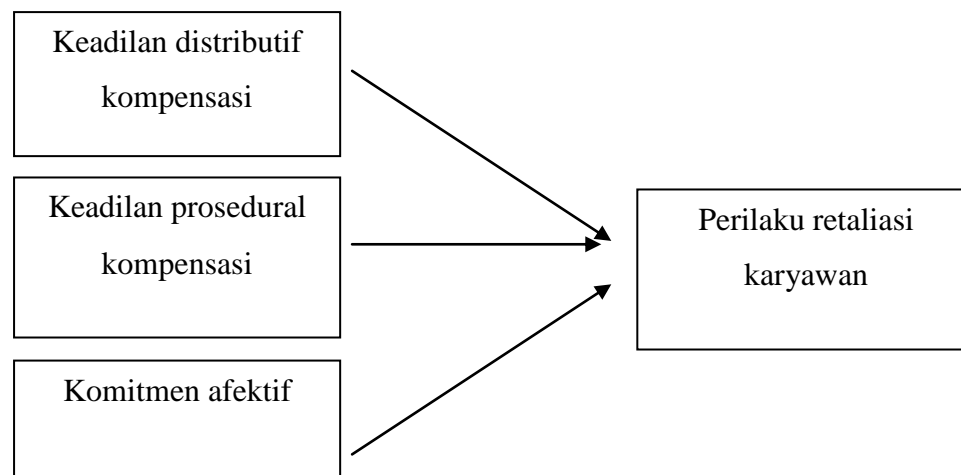 Keadilan distributif
kompensasi
Keadilan prosedural
kompensasi
Komitmen afektif
Perilaku retaliasi
karyawan